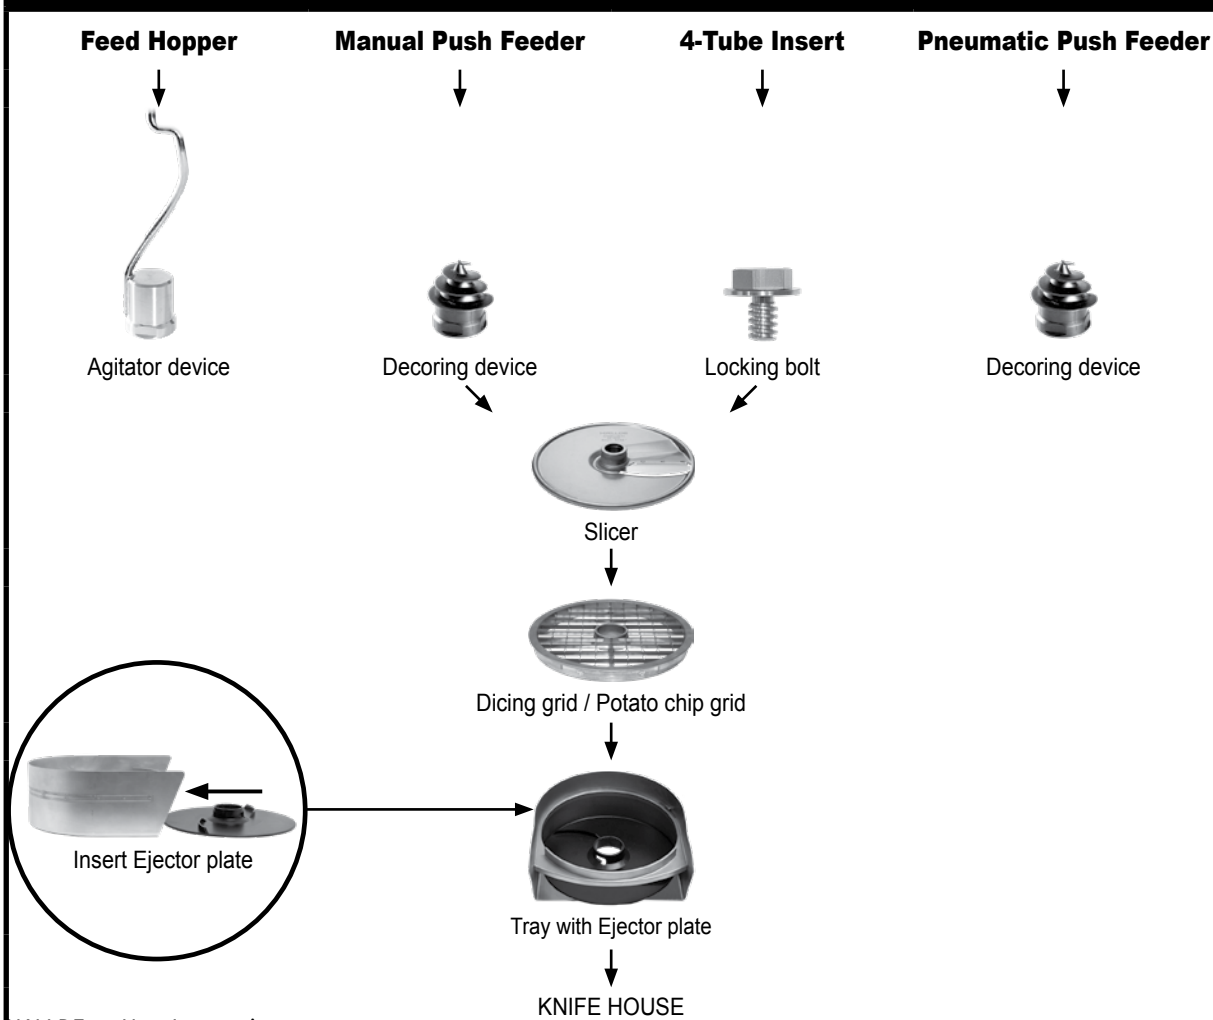 Feed Hopper
Manual Push Feeder
4-Tube Insert
Pneumatic Push Feeder
Agitator device
Decoring device
Locking bolt
Decoring device
Slicer
Dicing grid / Potato chip grid
Insert Ejector plate
Tray with Ejector plate
KNIFE HOUSE